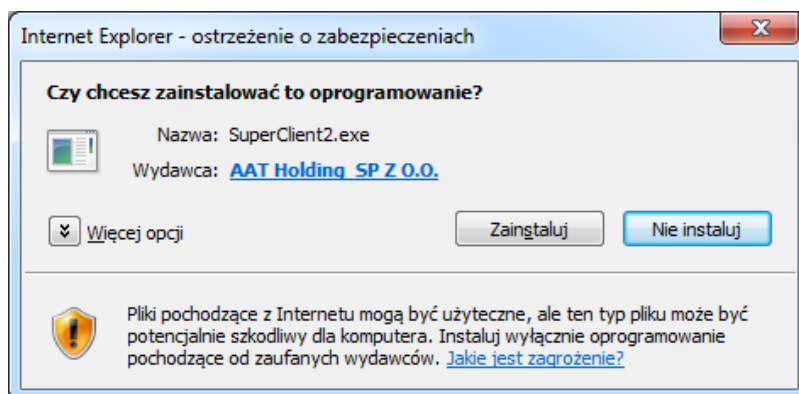 Internet Explorer - ostrzeżenie o zabezpieczeniach
Czy chcesz zainstalować to oprogramowanie?
Nazwa: SuperClient2.exe
Wydawca: AAT Holding SP Z O.O.
Więcej opcji
Zainstaluj
Nie instaluj
Pliki pochodzące z Internetu mogą być użyteczne, ale ten typ pliku może być
potencjalnie szkodliwy dla komputera. Instaluj wyłącznie oprogramowanie
pochodzące od zaufanych wydawców. Jakie jest zagrożenie?